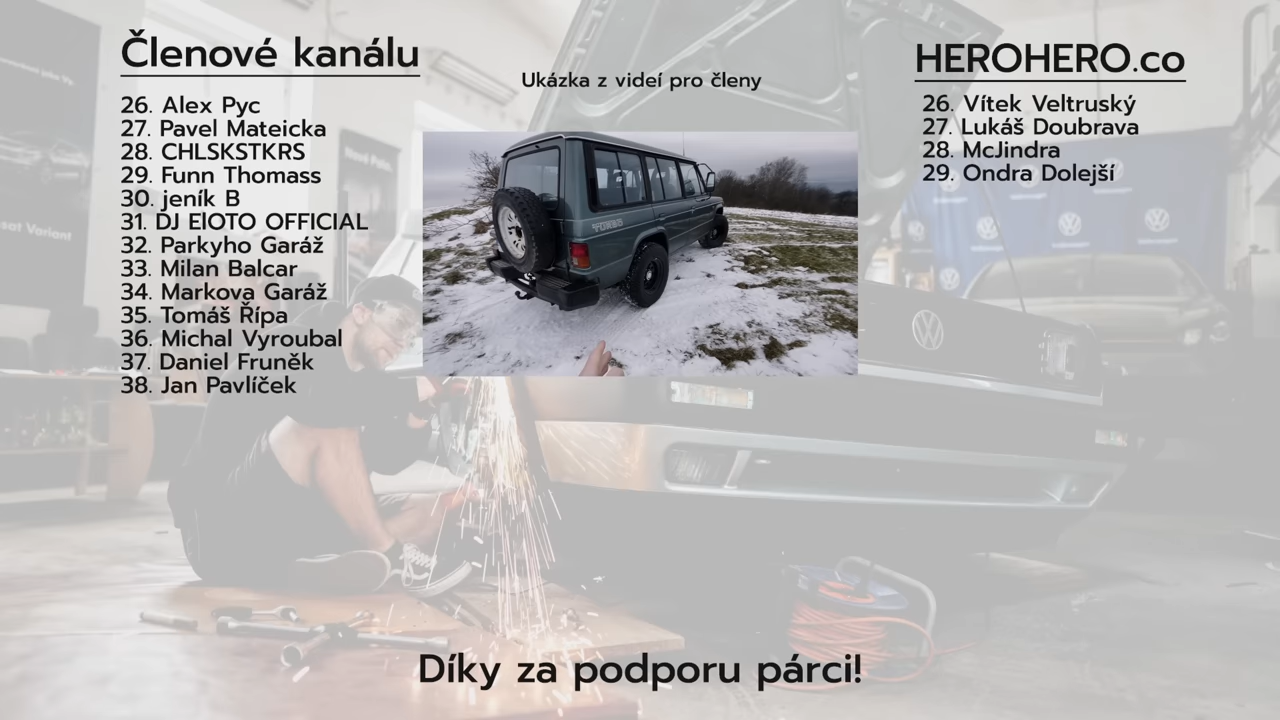 Členové kanálu
26. Alex Pyc
27. Pavel Mateicka
28. CHLSKSTKRS
29. Funn Thomass
30. jeník B
31. DJ ElOTO OFFICIAL
32. Parkyho Garáž
33. Milan Balcar
34. Markova Garáž
35. Tomáš Řípa
36. Michal Vyroubal
37. Daniel Fruněk
38. Jan Pavlíček
Ukázka z videí pro členy
TURBO
HEROHERO.co
26. Vítek Veltruský
27. Lukáš Doubrava
28. McJindra
29. Ondra Dolejší
Díky za podporu párci!